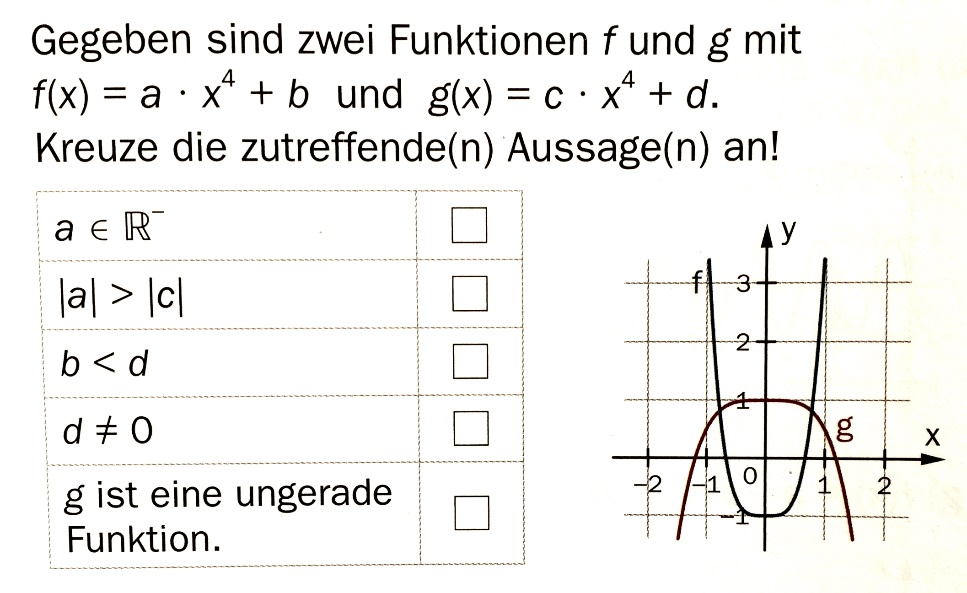 Gegeben sind zwei Funktionen f und g mit
f(x) = a · x⁴ + b und g(x) = c · x⁴ + d.
Kreuze die zutreffende(n) Aussage(n) an!
a ∈ ℝ⁻
|a| > |c|
b < d
d ≠ 0
g ist eine ungerade
Funktion.
y
f
3
2
1
g
x
-2
-1
0
1
2
-1